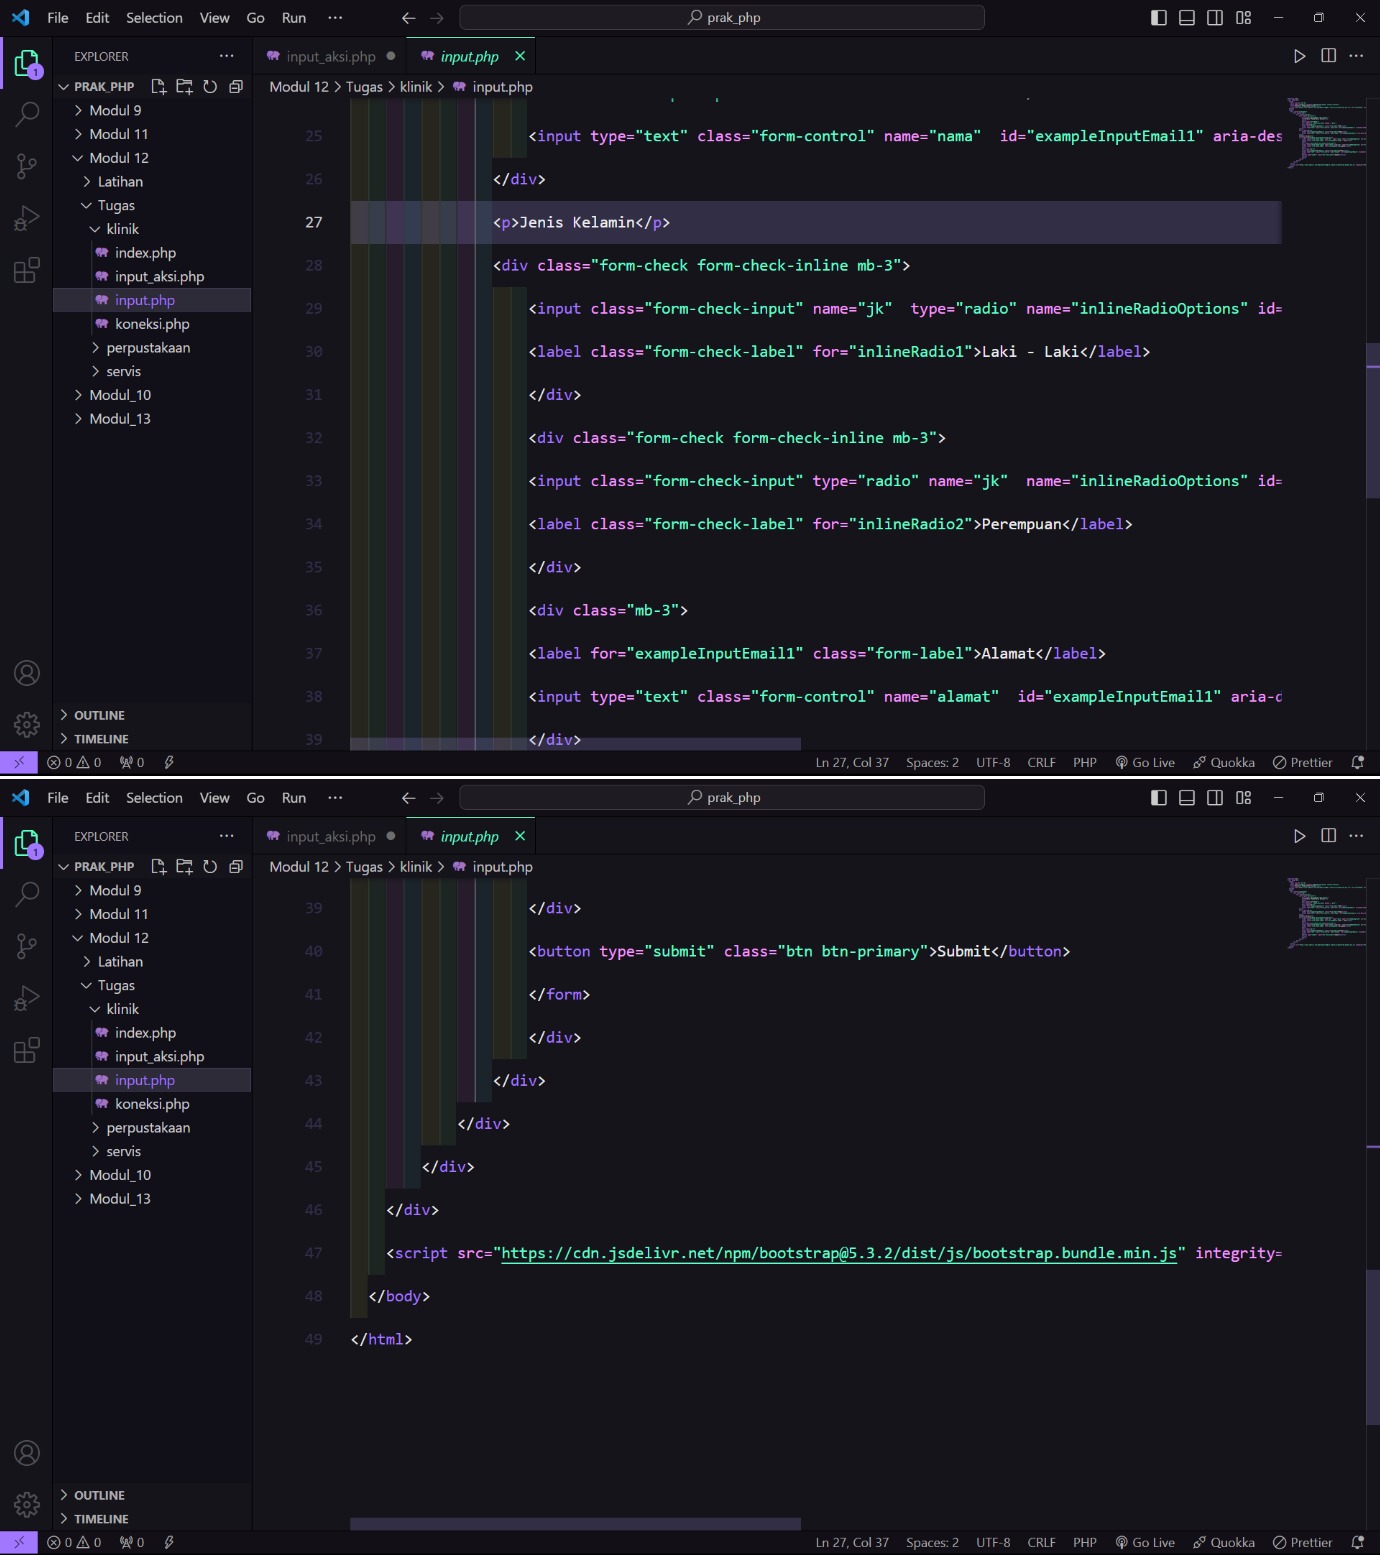 File Edit Selection View Go Run ··· prak_php
EXPLORER ··· input_aksi.php input.php
PRAK_PHP Modul 12 > Tugas > klinik > input.php
Modul 9
Modul 11
Modul 12
Latihan
Tugas
klinik
index.php
input_aksi.php
input.php
koneksi.php
perpustakaan
servis
Modul_10
Modul_13
OUTLINE
TIMELINE
25 <input type="text" class="form-control" name="nama"  id="exampleInputEmail1" aria-des
26 </div>
27 <p>Jenis Kelamin</p>
28 <div class="form-check form-check-inline mb-3">
29 <input class="form-check-input" name="jk"  type="radio" name="inlineRadioOptions" id=
30 <label class="form-check-label" for="inlineRadio1">Laki - Laki</label>
31 </div>
32 <div class="form-check form-check-inline mb-3">
33 <input class="form-check-input" type="radio" name="jk"  name="inlineRadioOptions" id=
34 <label class="form-check-label" for="inlineRadio2">Perempuan</label>
35 </div>
36 <div class="mb-3">
37 <label for="exampleInputEmail1" class="form-label">Alamat</label>
38 <input type="text" class="form-control" name="alamat"  id="exampleInputEmail1" aria-d
39 </div>
0 0 0 Ln 27, Col 37 Spaces: 2 UTF-8 CRLF PHP Go Live Quokka Prettier
File Edit Selection View Go Run ··· prak_php
EXPLORER ··· input_aksi.php input.php
PRAK_PHP Modul 12 > Tugas > klinik > input.php
Modul 9
Modul 11
Modul 12
Latihan
Tugas
klinik
index.php
input_aksi.php
input.php
koneksi.php
perpustakaan
servis
Modul_10
Modul_13
OUTLINE
TIMELINE
39 </div>
40 <button type="submit" class="btn btn-primary">Submit</button>
41 </form>
42 </div>
43 </div>
44 </div>
45 </div>
46 </div>
47 <script src="https://cdn.jsdelivr.net/npm/bootstrap@5.3.2/dist/js/bootstrap.bundle.min.js" integrity=
48 </body>
49 </html>
0 0 0 Ln 27, Col 37 Spaces: 2 UTF-8 CRLF PHP Go Live Quokka Prettier